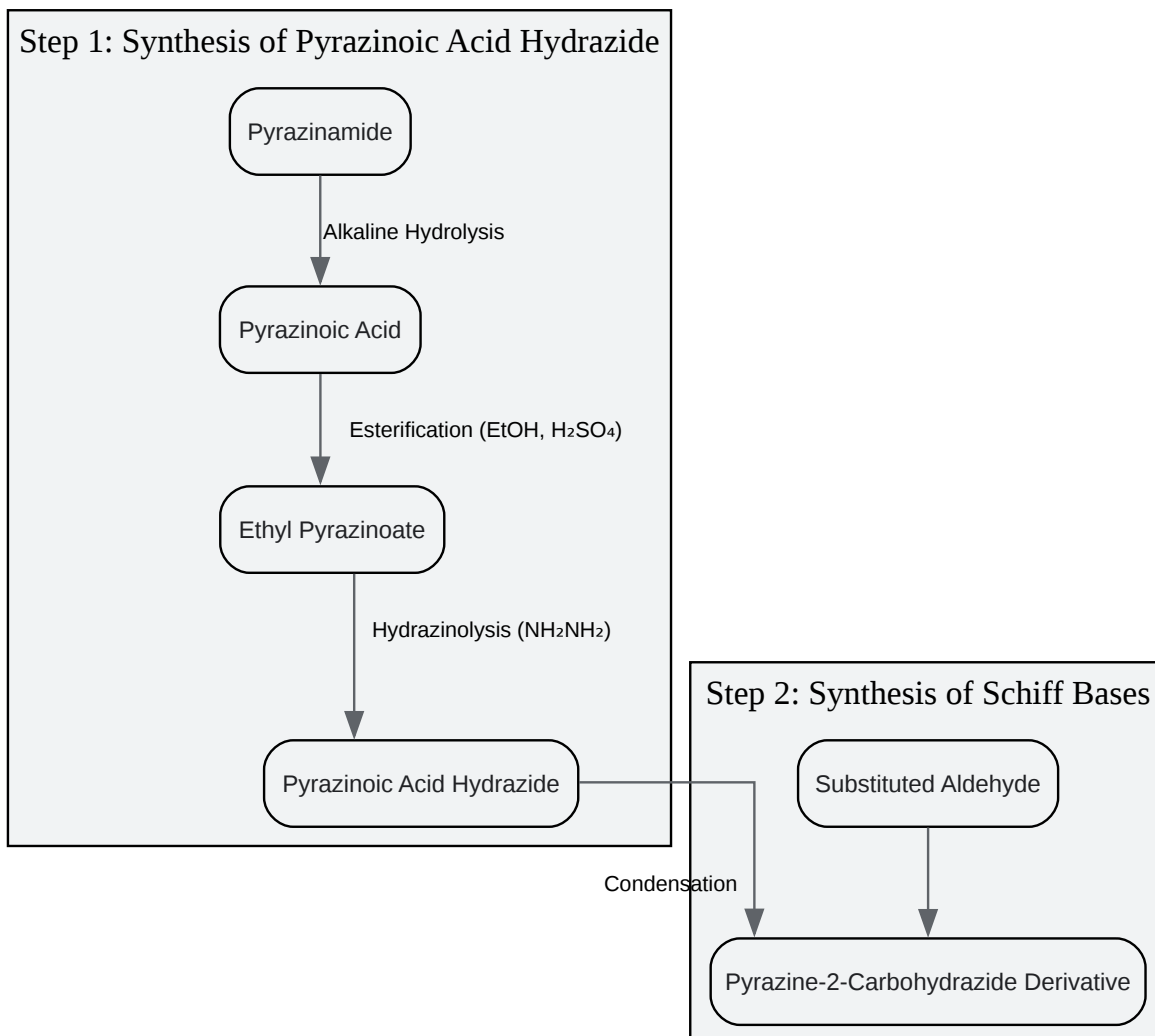 Step 1: Synthesis of Pyrazinoic Acid Hydrazide
Pyrazinamide
Alkaline Hydrolysis
Pyrazinoic Acid
Esterification (EtOH, H₂SO₄)
Ethyl Pyrazinoate
Hydrazinolysis (NH₂NH₂)
Pyrazinoic Acid Hydrazide
Step 2: Synthesis of Schiff Bases
Substituted Aldehyde
Condensation
Pyrazine-2-Carbohydrazide Derivative